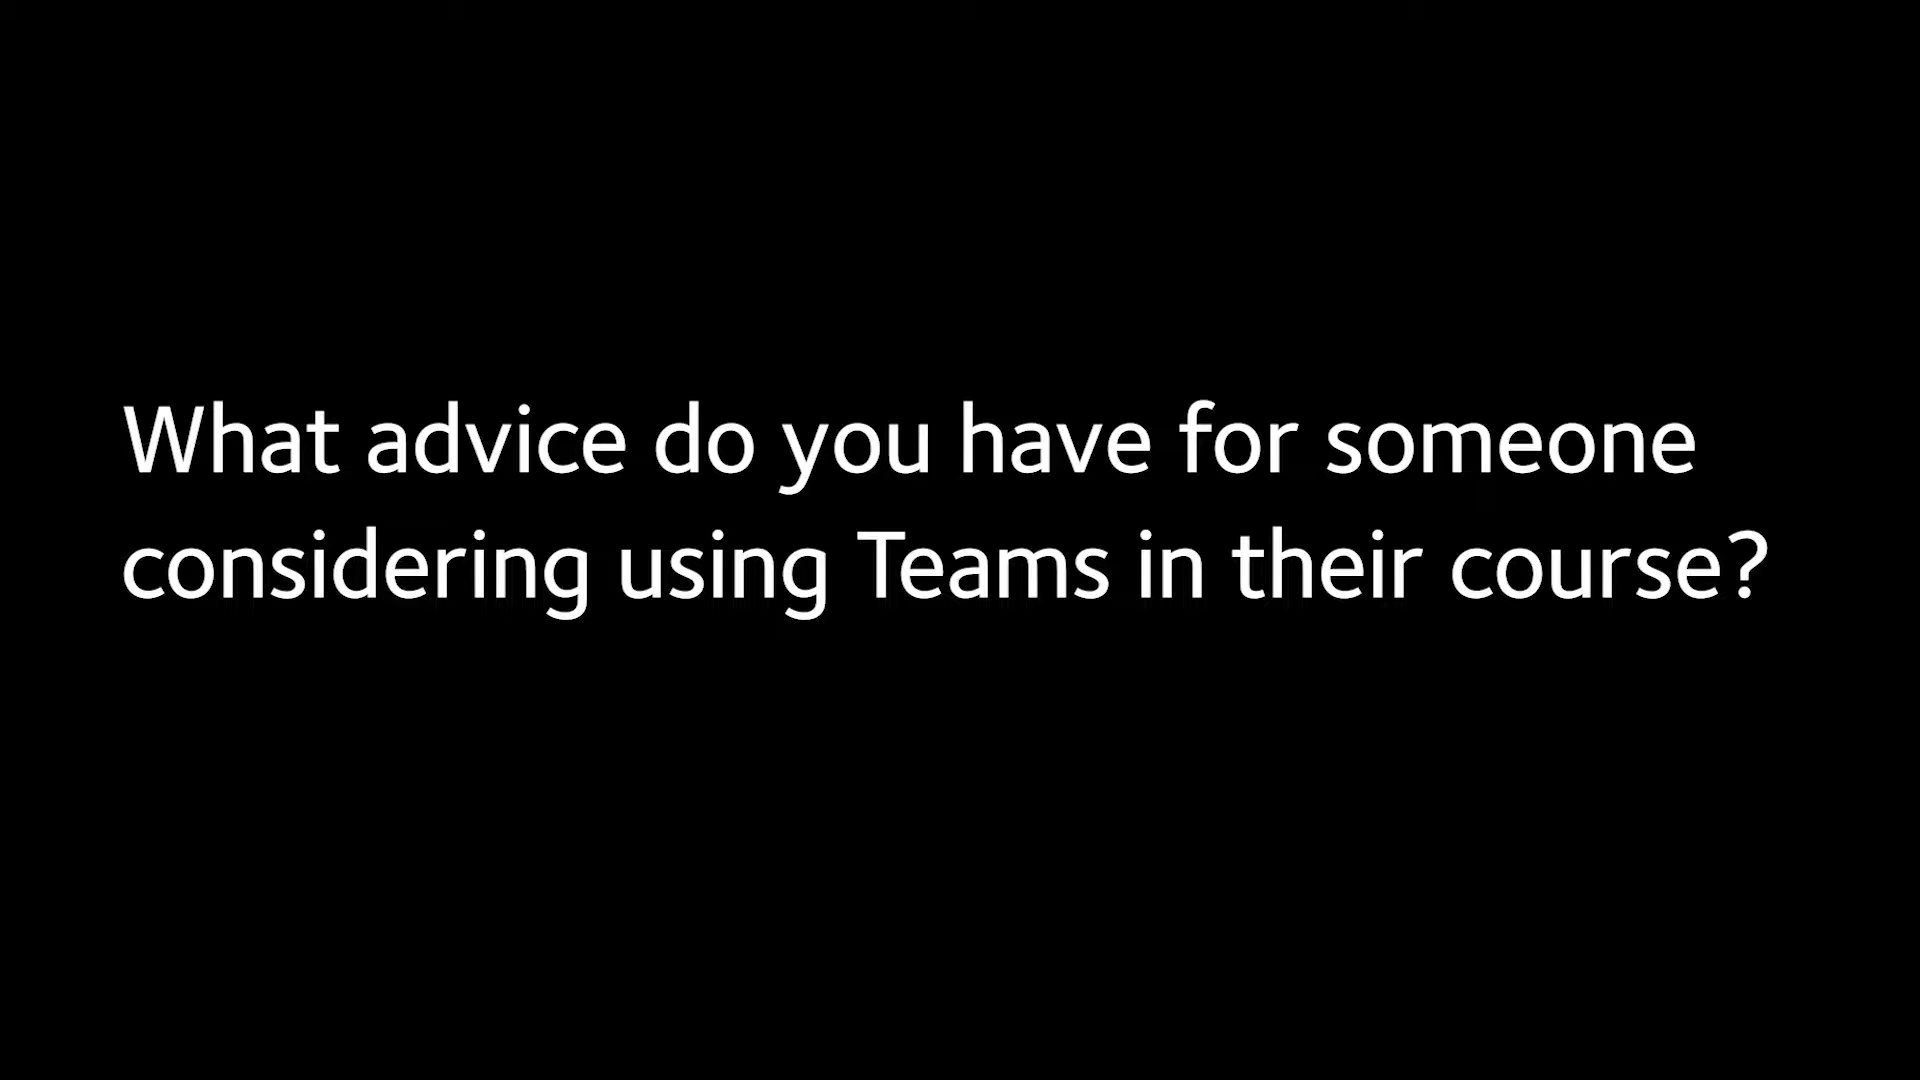 What advice do you have for someone
considering using Teams in their course?